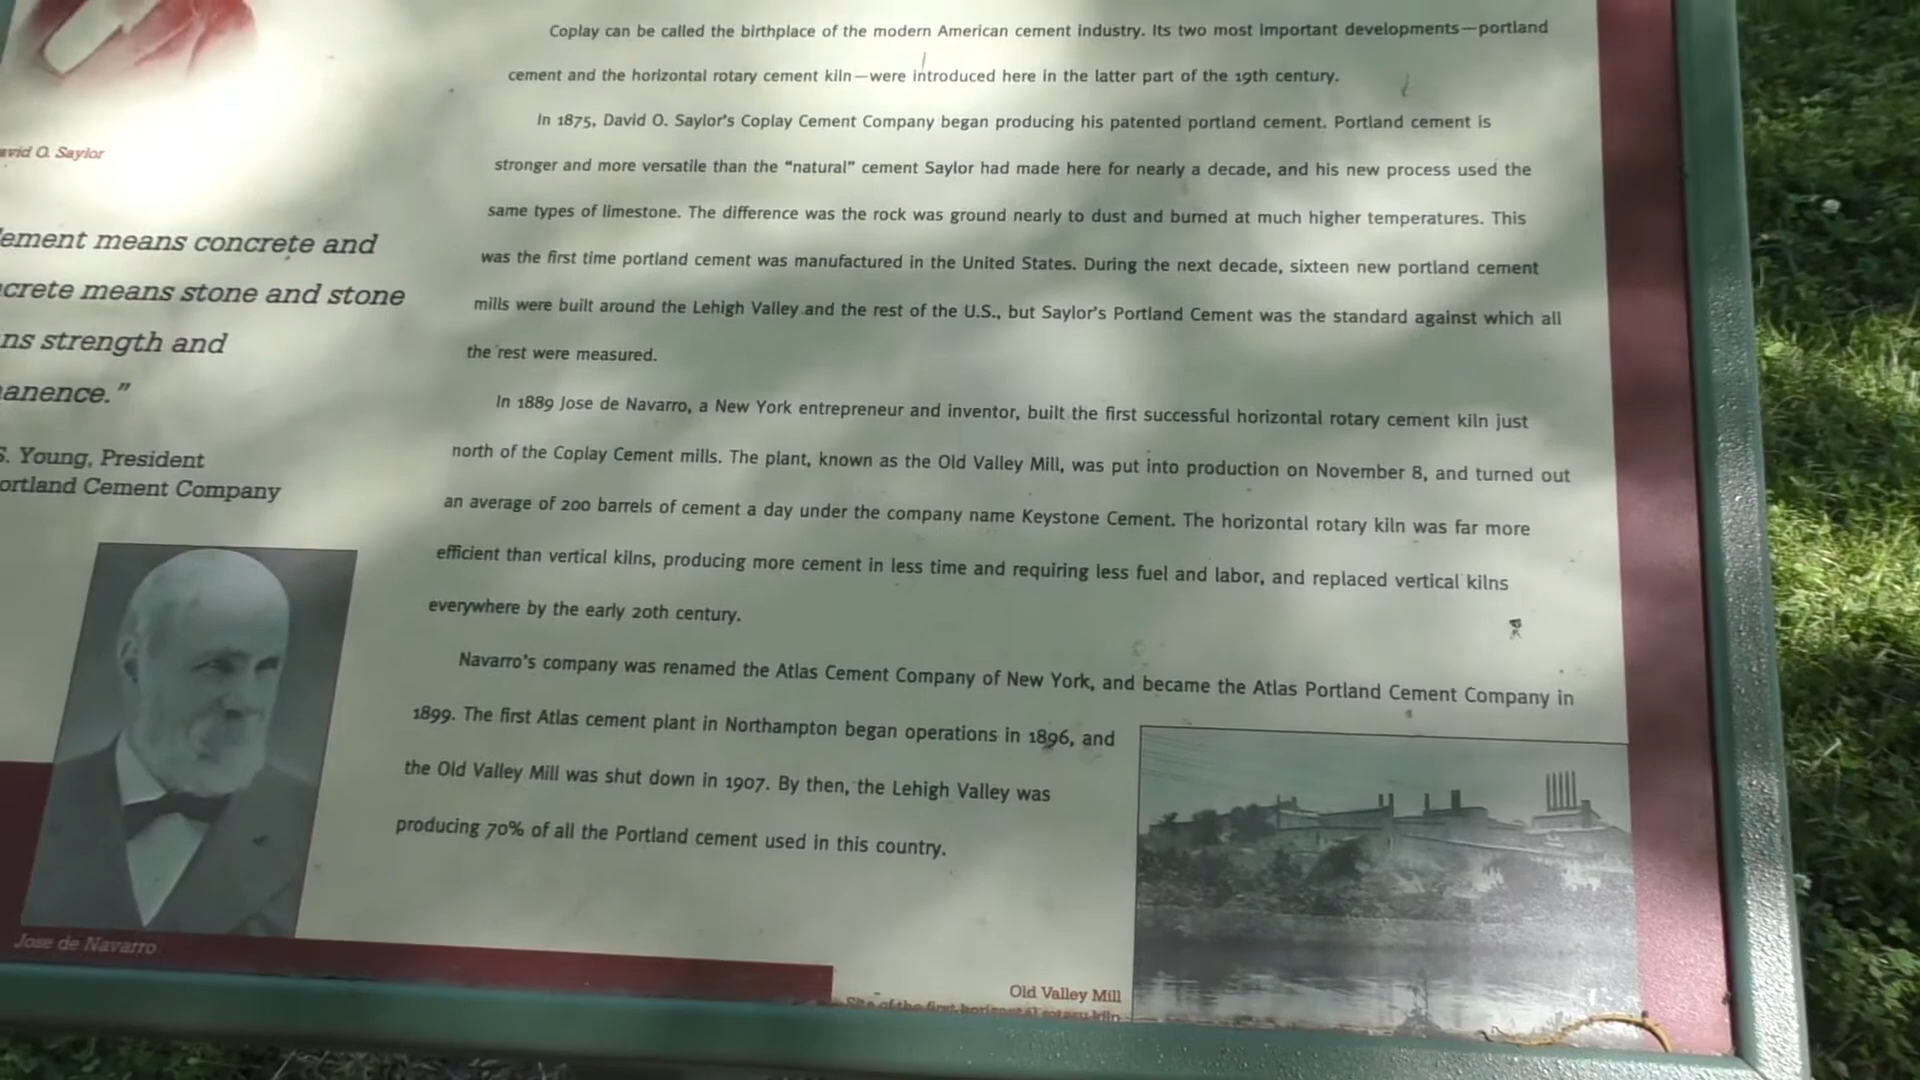 Coplay can be called the birthplace of the modern American cement industry. Its two most important developments—portland
cement and the horizontal rotary cement kiln—were introduced here in the latter part of the 19th century.
In 1875, David O. Saylor's Coplay Cement Company began producing his patented portland cement. Portland cement is
stronger and more versatile than the "natural" cement Saylor had made here for nearly a decade, and his new process used the
same types of limestone. The difference was the rock was ground nearly to dust and burned at much higher temperatures. This
was the first time portland cement was manufactured in the United States. During the next decade, sixteen new portland cement
mills were built around the Lehigh Valley and the rest of the U.S., but Saylor's Portland Cement was the standard against which all
the rest were measured.
In 1889 Jose de Navarro, a New York entrepreneur and inventor, built the first successful horizontal rotary cement kiln just
north of the Coplay Cement mills. The plant, known as the Old Valley Mill, was put into production on November 8, and turned out
an average of 200 barrels of cement a day under the company name Keystone Cement. The horizontal rotary kiln was far more
efficient than vertical kilns, producing more cement in less time and requiring less fuel and labor, and replaced vertical kilns
everywhere by the early 20th century.
Navarro's company was renamed the Atlas Cement Company of New York, and became the Atlas Portland Cement Company in
1899. The first Atlas cement plant in Northampton began operations in 1896, and
the Old Valley Mill was shut down in 1907. By then, the Lehigh Valley was
producing 70% of all the Portland cement used in this country.
avid O. Saylor
ement means concrete and
crete means stone and stone
ns strength and
anence."
S. Young, President
ortland Cement Company
Jose de Navarro
Old Valley Mill
Site of the first horizontal rotary kiln